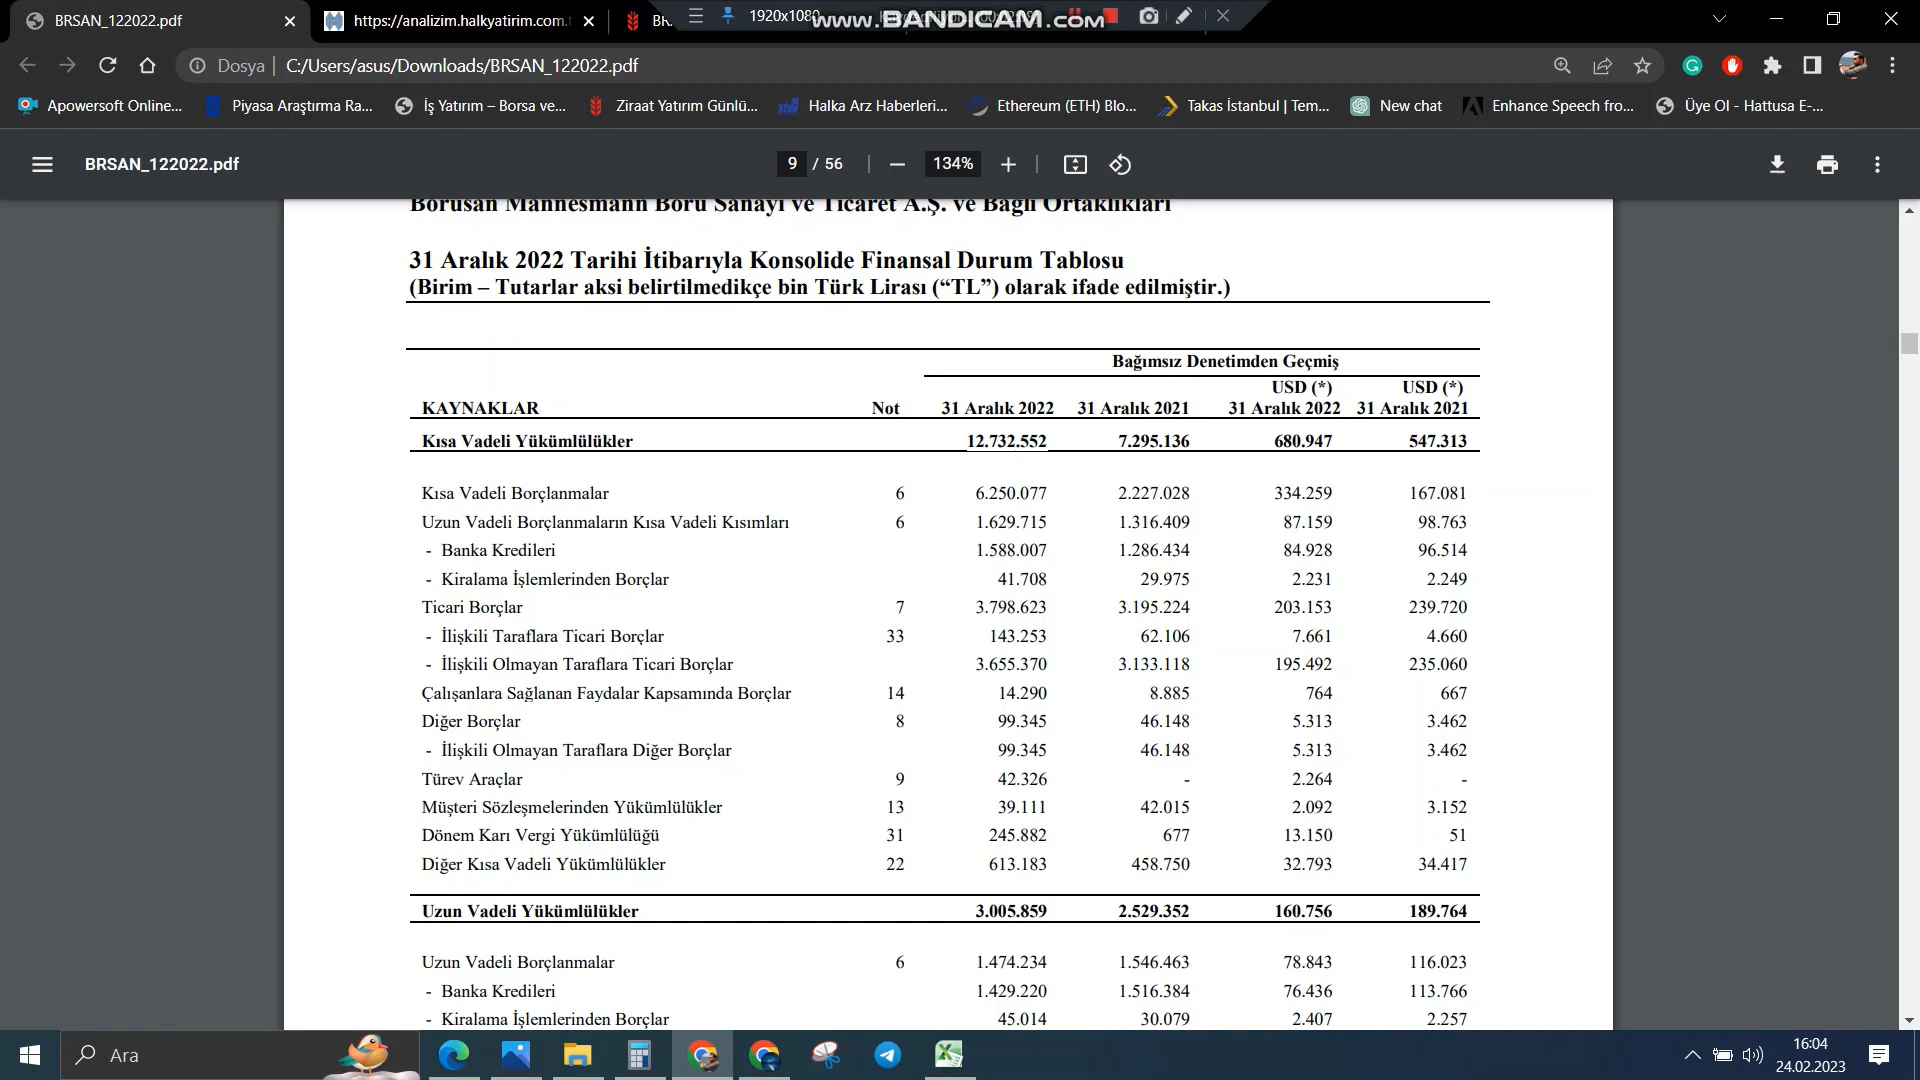 BRSAN_122022.pdf
https://analizim.halkyatirim.com.
1920x1080
www.BANDICAM.com
Dosya
C:/Users/asus/Downloads/BRSAN_122022.pdf
Apowersoft Online...
Piyasa Araştırma Ra...
İş Yatırım – Borsa ve...
Ziraat Yatırım Günlü...
Halka Arz Haberleri...
Ethereum (ETH) Blo...
Takas İstanbul | Tem...
New chat
Enhance Speech fro...
Üye Ol - Hattusa E-...
BRSAN_122022.pdf
9 / 56
134%
Borusan Mannesmann Boru Sanayi ve Ticaret A.Ş. ve Bağlı Ortaklıkları
31 Aralık 2022 Tarihi İtibarıyla Konsolide Finansal Durum Tablosu
(Birim – Tutarlar aksi belirtilmedikçe bin Türk Lirası (“TL”) olarak ifade edilmiştir.)
Bağımsız Denetimden Geçmiş
USD (*) USD (*)
KAYNAKLAR Not 31 Aralık 2022 31 Aralık 2021 31 Aralık 2022 31 Aralık 2021
Kısa Vadeli Yükümlülükler 12.732.552 7.295.136 680.947 547.313
Kısa Vadeli Borçlanmalar 6 6.250.077 2.227.028 334.259 167.081
Uzun Vadeli Borçlanmaların Kısa Vadeli Kısımları 6 1.629.715 1.316.409 87.159 98.763
- Banka Kredileri 1.588.007 1.286.434 84.928 96.514
- Kiralama İşlemlerinden Borçlar 41.708 29.975 2.231 2.249
Ticari Borçlar 7 3.798.623 3.195.224 203.153 239.720
- İlişkili Taraflara Ticari Borçlar 33 143.253 62.106 7.661 4.660
- İlişkili Olmayan Taraflara Ticari Borçlar 3.655.370 3.133.118 195.492 235.060
Çalışanlara Sağlanan Faydalar Kapsamında Borçlar 14 14.290 8.885 764 667
Diğer Borçlar 8 99.345 46.148 5.313 3.462
- İlişkili Olmayan Taraflara Diğer Borçlar 99.345 46.148 5.313 3.462
Türev Araçlar 9 42.326 - 2.264 -
Müşteri Sözleşmelerinden Yükümlülükler 13 39.111 42.015 2.092 3.152
Dönem Karı Vergi Yükümlülüğü 31 245.882 677 13.150 51
Diğer Kısa Vadeli Yükümlülükler 22 613.183 458.750 32.793 34.417
Uzun Vadeli Yükümlülükler 3.005.859 2.529.352 160.756 189.764
Uzun Vadeli Borçlanmalar 6 1.474.234 1.546.463 78.843 116.023
- Banka Kredileri 1.429.220 1.516.384 76.436 113.766
- Kiralama İşlemlerinden Borçlar 45.014 30.079 2.407 2.257
Ara
16:04
24.02.2023